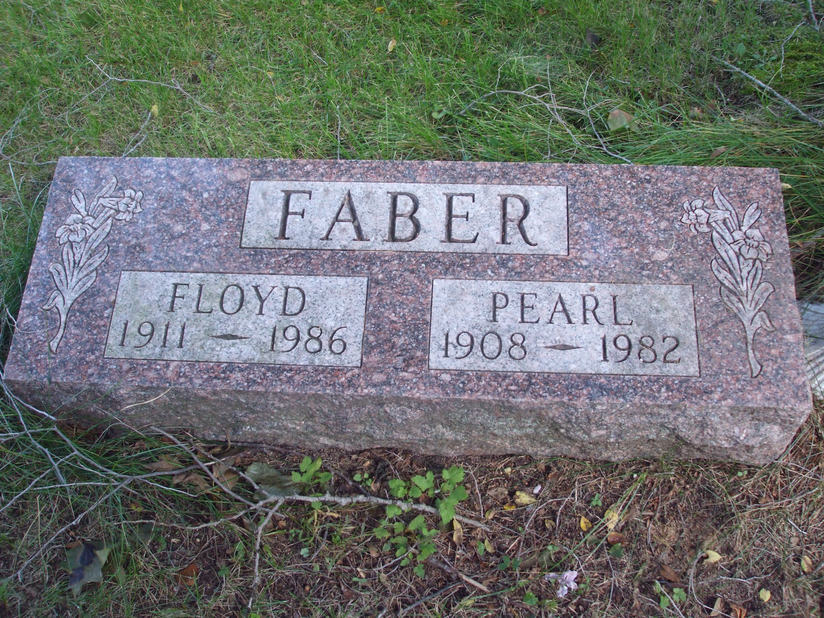 FABER
FLOYD
1911 - 1986
PEARL
1908 - 1982